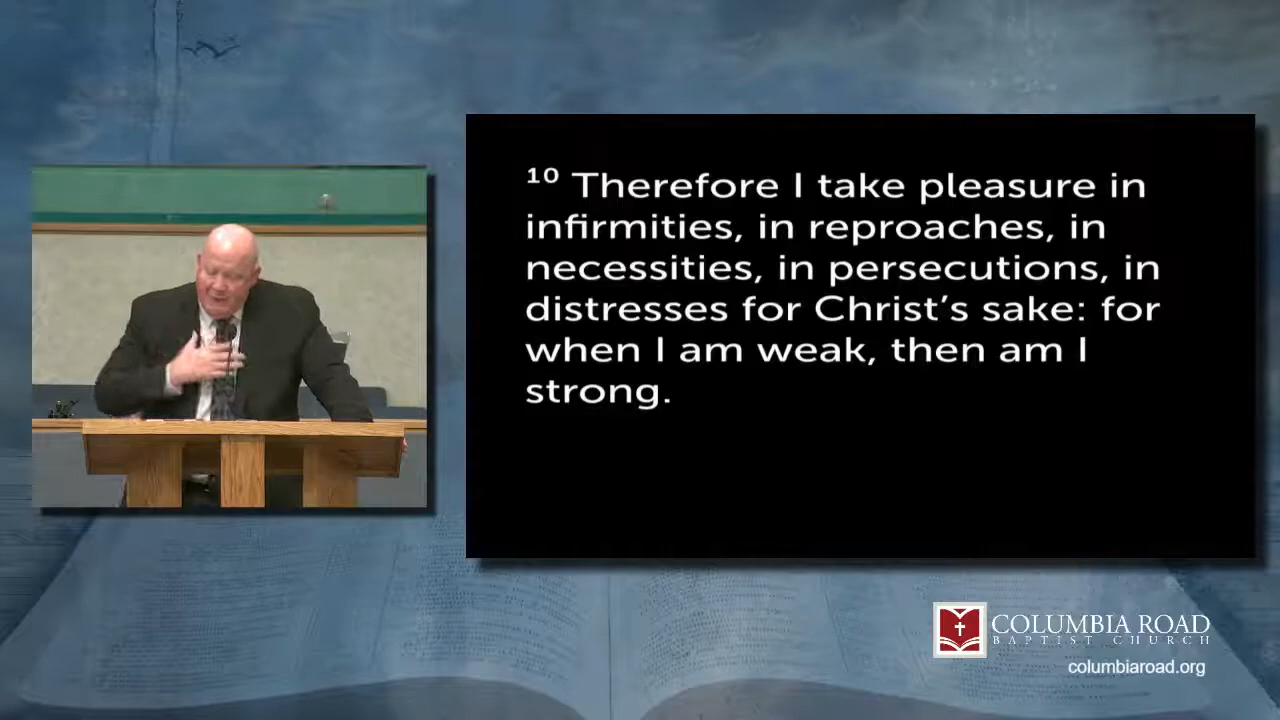 ¹⁰ Therefore I take pleasure in
infirmities, in reproaches, in
necessities, in persecutions, in
distresses for Christ’s sake: for
when I am weak, then am I
strong.
COLUMBIA ROAD
BAPTIST CHURCH
columbiaroad.org